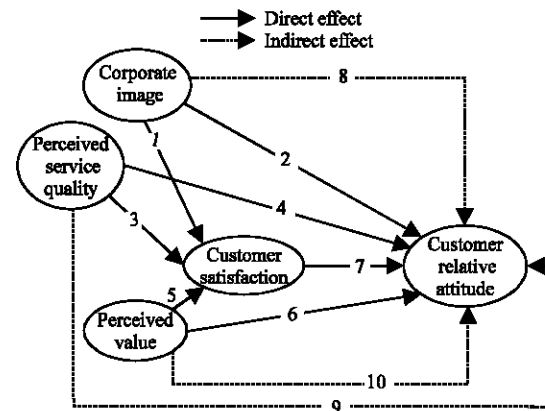 Direct effect
Indirect effect
Corporate
image
8
1
2
Perceived
service
quality
4
3
Customer
satisfaction
7
Customer
relative
attitude
5
6
Perceived
value
10
9